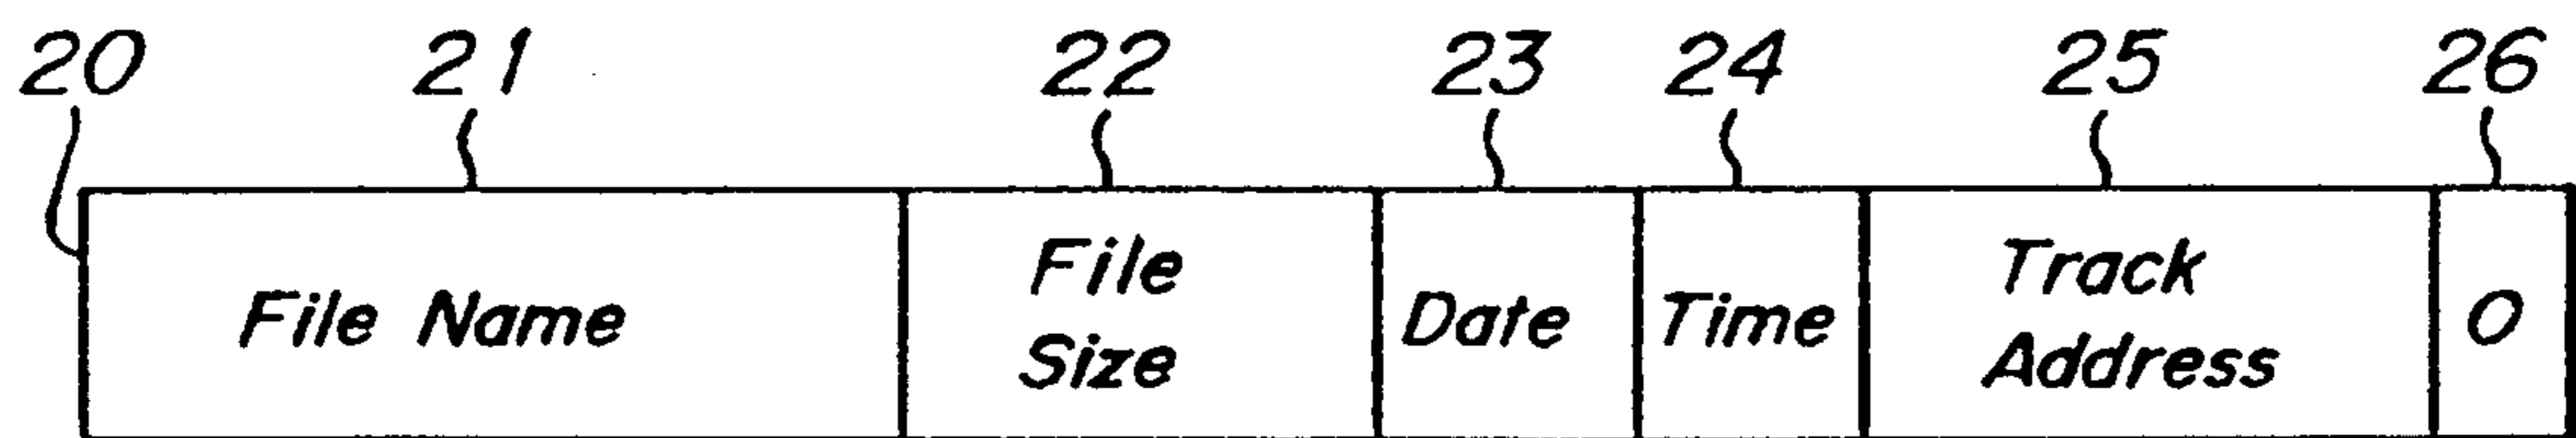 20 21 22 23 24 25 26
File Name
File
Size
Date
Time
Track
Address
0